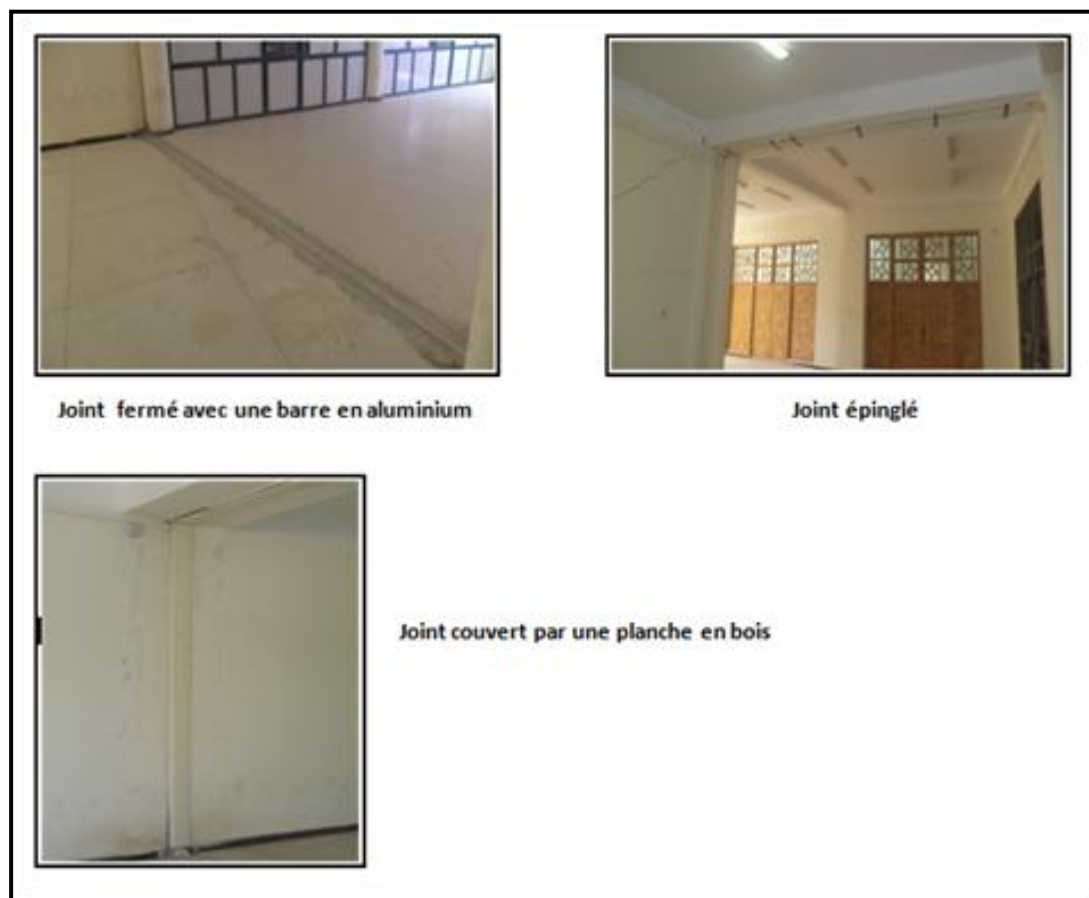 Joint fermé avec une barre en aluminium
Joint épinglé
Joint couvert par une planche en bois